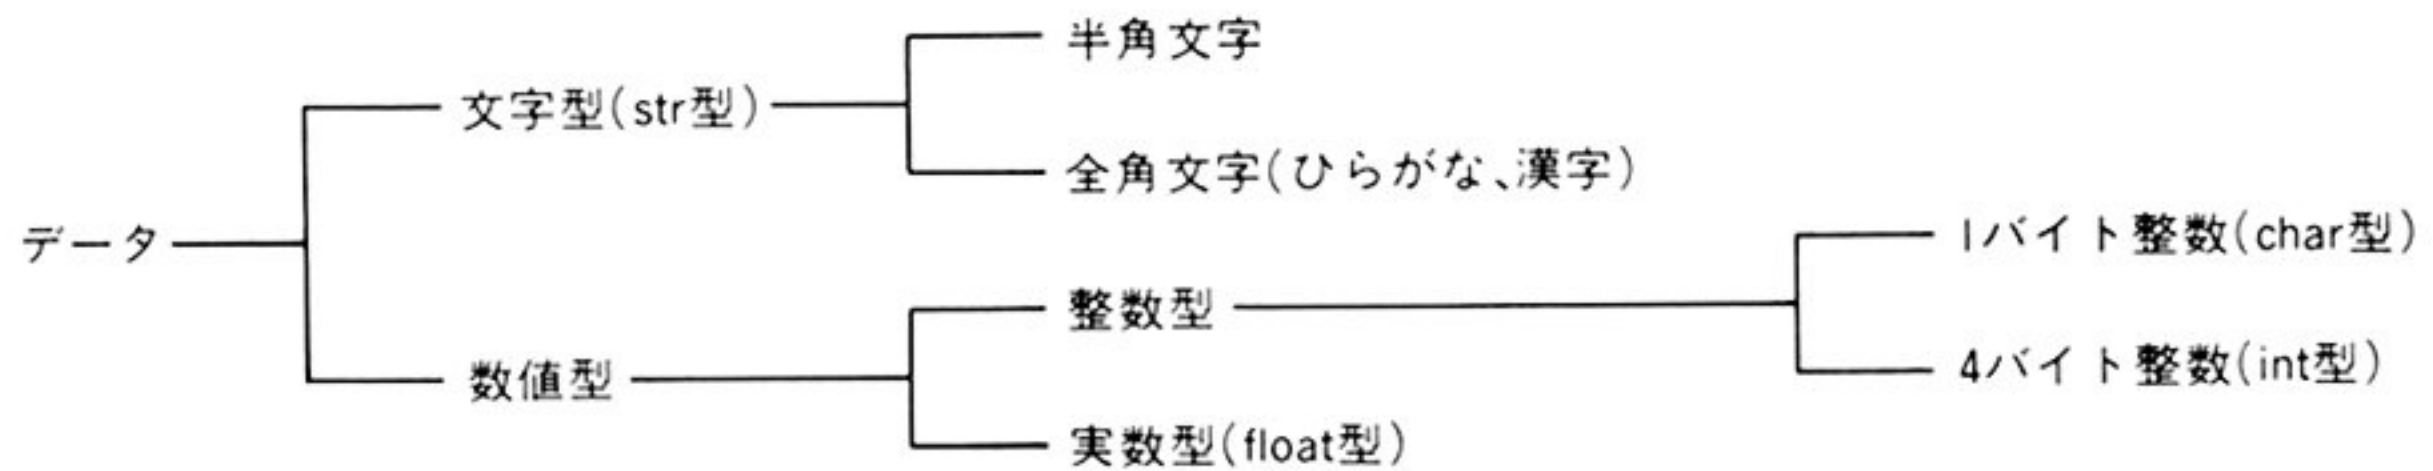 半角文字
文字型(str型)
全角文字(ひらがな、漢字)
データ
1バイト整数(char型)
整数型
4バイト整数(int型)
数値型
実数型(float型)